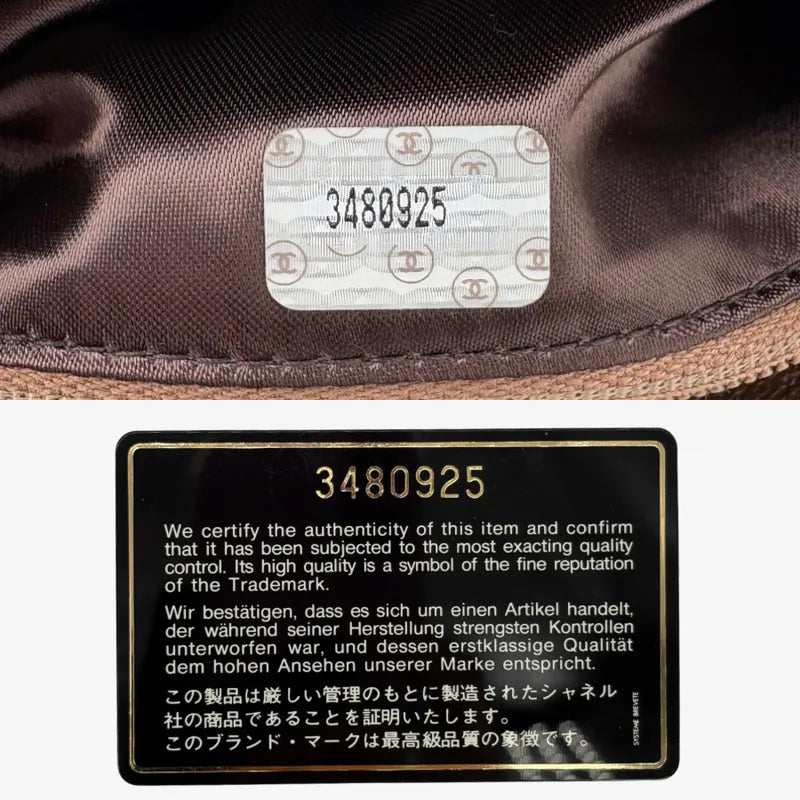 3480925
3480925
We certify the authenticity of this item and confirm
that it has been subjected to the most exacting quality
control. Its high quality is a symbol of the fine reputation
of the Trademark.
Wir bestätigen, dass es sich um einen Artikel handelt,
der während seiner Herstellung strengsten Kontrollen
unterworfen war, und dessen erstklassige Qualität
dem hohen Ansehen unserer Marke entspricht.
この製品は厳しい管理のもとに製造されたシャネル
社の商品であることを証明いたします。
このブランド・マークは最高級品質の象徴です。
SYSTEME BREVETE